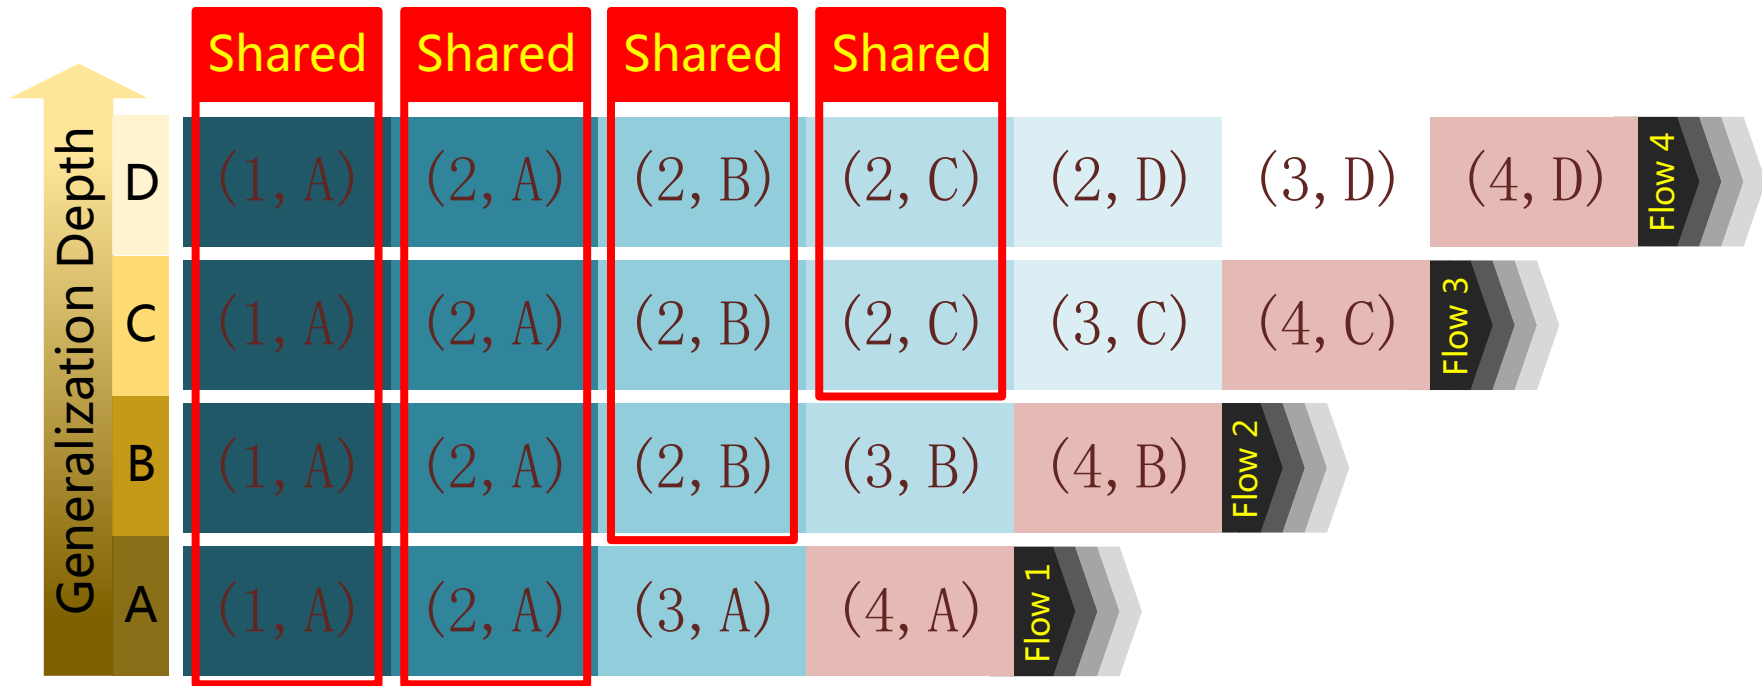 Shared Shared Shared Shared
Generalization Depth
D (1, A) (2, A) (2, B) (2, C) (2, D) (3, D) (4, D) Flow 4
C (1, A) (2, A) (2, B) (2, C) (3, C) (4, C) Flow 3
B (1, A) (2, A) (2, B) (3, B) (4, B) Flow 2
A (1, A) (2, A) (3, A) (4, A) Flow 1